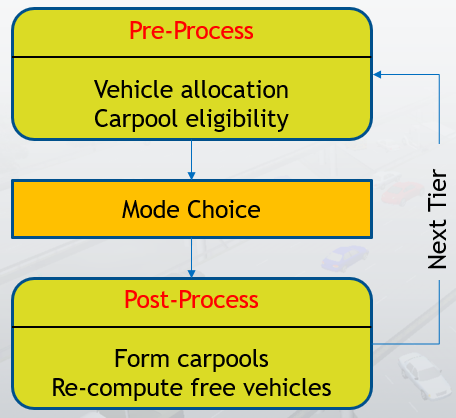 Pre-Process
Vehicle allocation
Carpool eligibility
Mode Choice
Next Tier
Post-Process
Form carpools
Re-compute free vehicles